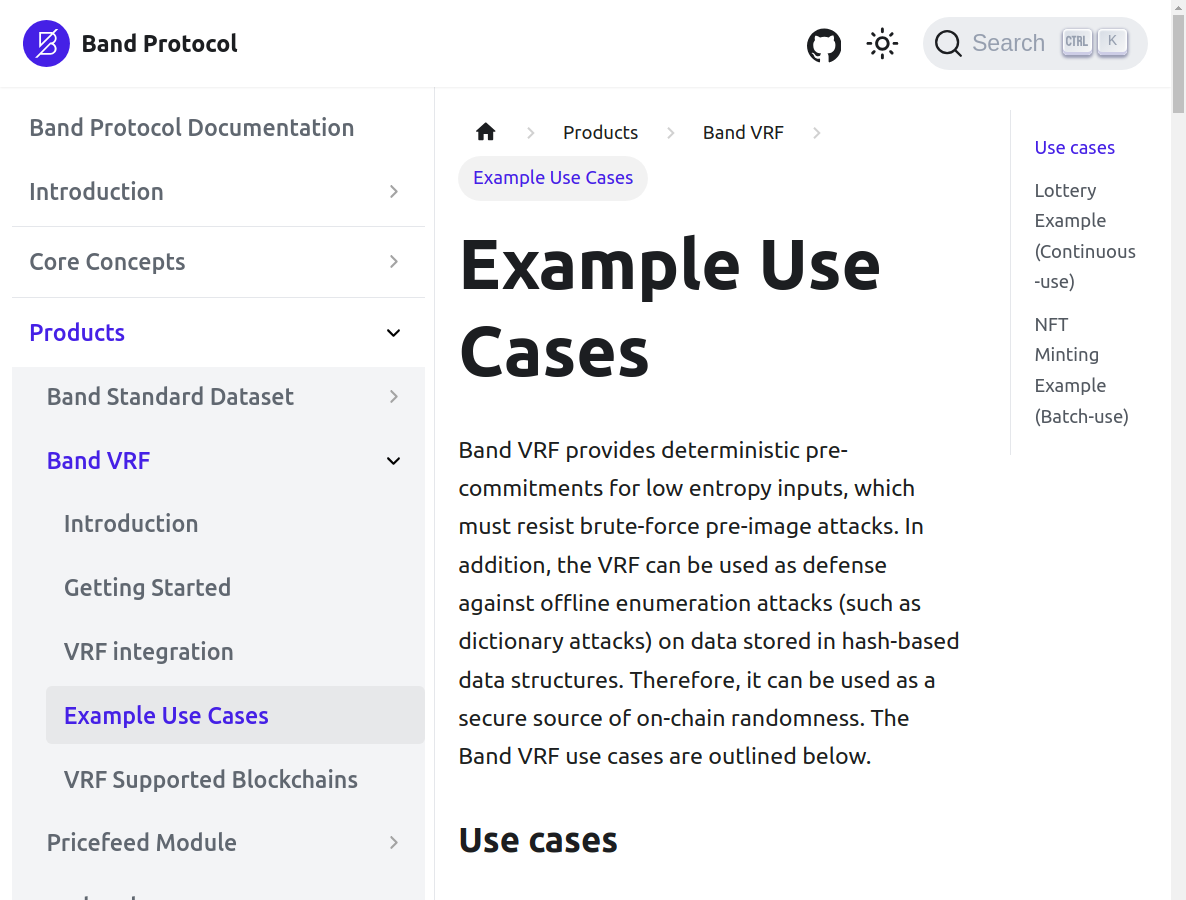 Band Protocol
Search
CTRL
K
Band Protocol Documentation
Introduction
Core Concepts
Products
Band Standard Dataset
Band VRF
Introduction
Getting Started
VRF integration
Example Use Cases
VRF Supported Blockchains
Pricefeed Module
Products
Band VRF
Example Use Cases
Example Use
Cases
Band VRF provides deterministic pre-
commitments for low entropy inputs, which
must resist brute-force pre-image attacks. In
addition, the VRF can be used as defense
against offline enumeration attacks (such as
dictionary attacks) on data stored in hash-based
data structures. Therefore, it can be used as a
secure source of on-chain randomness. The
Band VRF use cases are outlined below.
Use cases
Use cases
Lottery
Example
(Continuous
-use)
NFT
Minting
Example
(Batch-use)